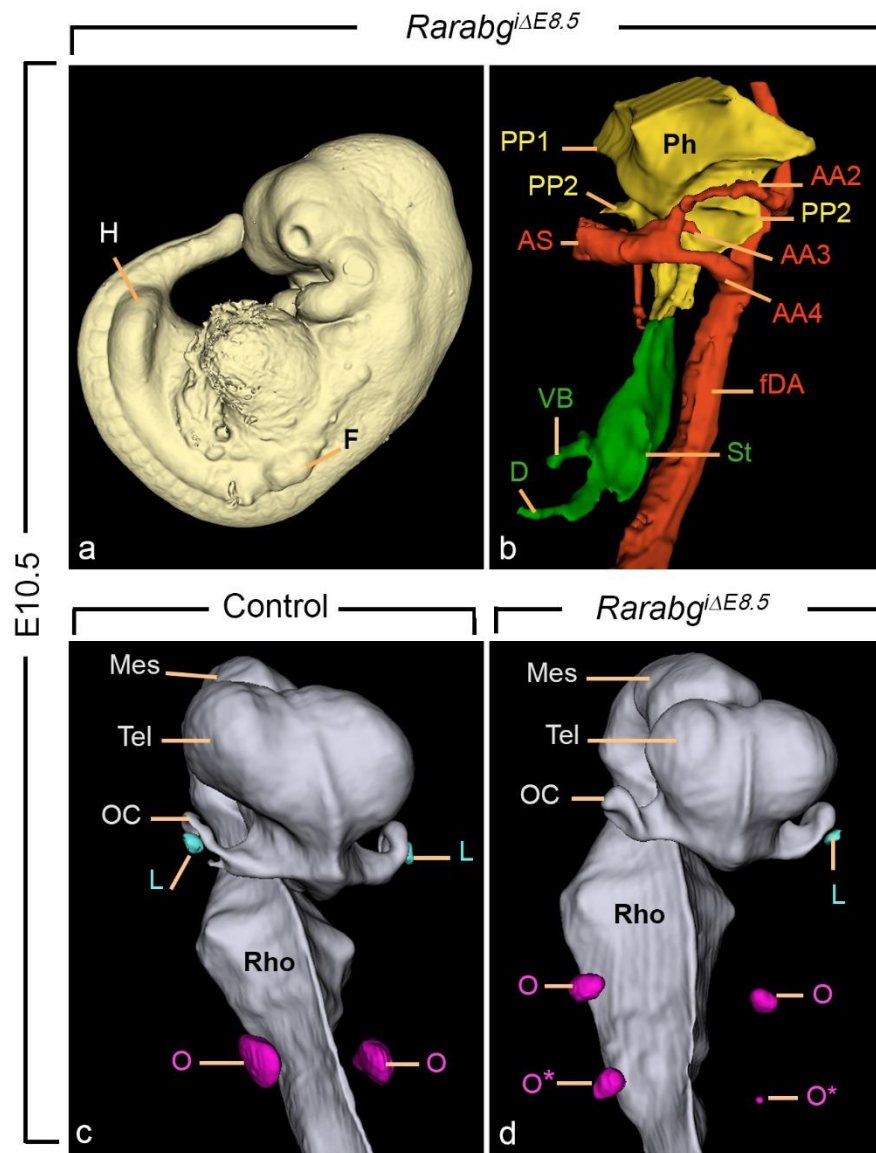 Rarabg^iΔE8.5
E10.5
H
F
a
PP1
Ph
PP2
AA2
PP2
AS
AA3
AA4
fDA
VB
St
D
b
Control
Rarabg^iΔE8.5
Mes
Tel
OC
L
L
Rho
O
O
c
Mes
Tel
OC
L
Rho
O
O
O*
O*
d